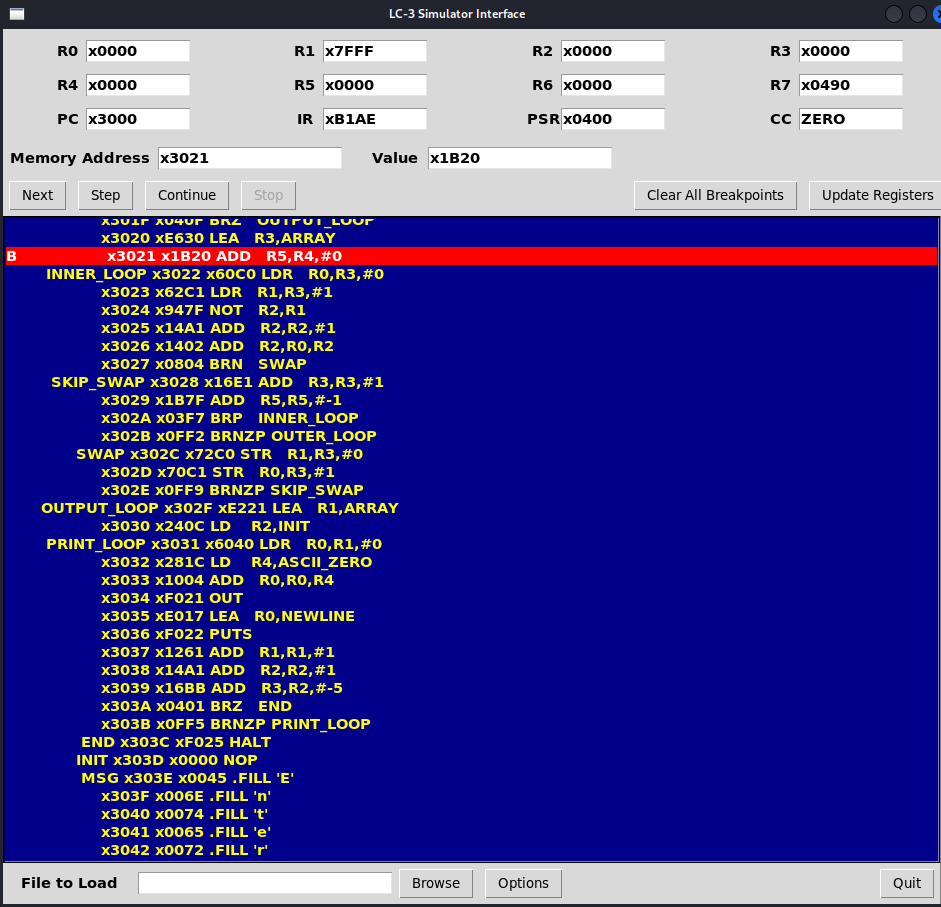 LC-3 Simulator Interface
R0 x0000 R1 x7FFF R2 x0000 R3 x0000
R4 x0000 R5 x0000 R6 x0000 R7 x0490
PC x3000 IR xB1AE PSR x0400 CC ZERO
Memory Address x3021 Value x1B20
Next Step Continue Stop Clear All Breakpoints Update Registers
x301F x040F BRZ OUTPUT_LOOP
x3020 xE630 LEA R3,ARRAY
B x3021 x1B20 ADD R5,R4,#0
INNER_LOOP x3022 x60C0 LDR R0,R3,#0
x3023 x62C1 LDR R1,R3,#1
x3024 x947F NOT R2,R1
x3025 x14A1 ADD R2,R2,#1
x3026 x1402 ADD R2,R0,R2
x3027 x0804 BRN SWAP
SKIP_SWAP x3028 x16E1 ADD R3,R3,#1
x3029 x1B7F ADD R5,R5,#-1
x302A x03F7 BRP INNER_LOOP
x302B x0FF2 BRNZP OUTER_LOOP
SWAP x302C x72C0 STR R1,R3,#0
x302D x70C1 STR R0,R3,#1
x302E x0FF9 BRNZP SKIP_SWAP
OUTPUT_LOOP x302F xE221 LEA R1,ARRAY
x3030 x240C LD R2,INIT
PRINT_LOOP x3031 x6040 LDR R0,R1,#0
x3032 x281C LD R4,ASCII_ZERO
x3033 x1004 ADD R0,R0,R4
x3034 xF021 OUT
x3035 xE017 LEA R0,NEWLINE
x3036 xF022 PUTS
x3037 x1261 ADD R1,R1,#1
x3038 x14A1 ADD R2,R2,#1
x3039 x16BB ADD R3,R2,#-5
x303A x0401 BRZ END
x303B x0FF5 BRNZP PRINT_LOOP
END x303C xF025 HALT
INIT x303D x0000 NOP
MSG x303E x0045 .FILL 'E'
x303F x006E .FILL 'n'
x3040 x0074 .FILL 't'
x3041 x0065 .FILL 'e'
x3042 x0072 .FILL 'r'
File to Load Browse Options Quit